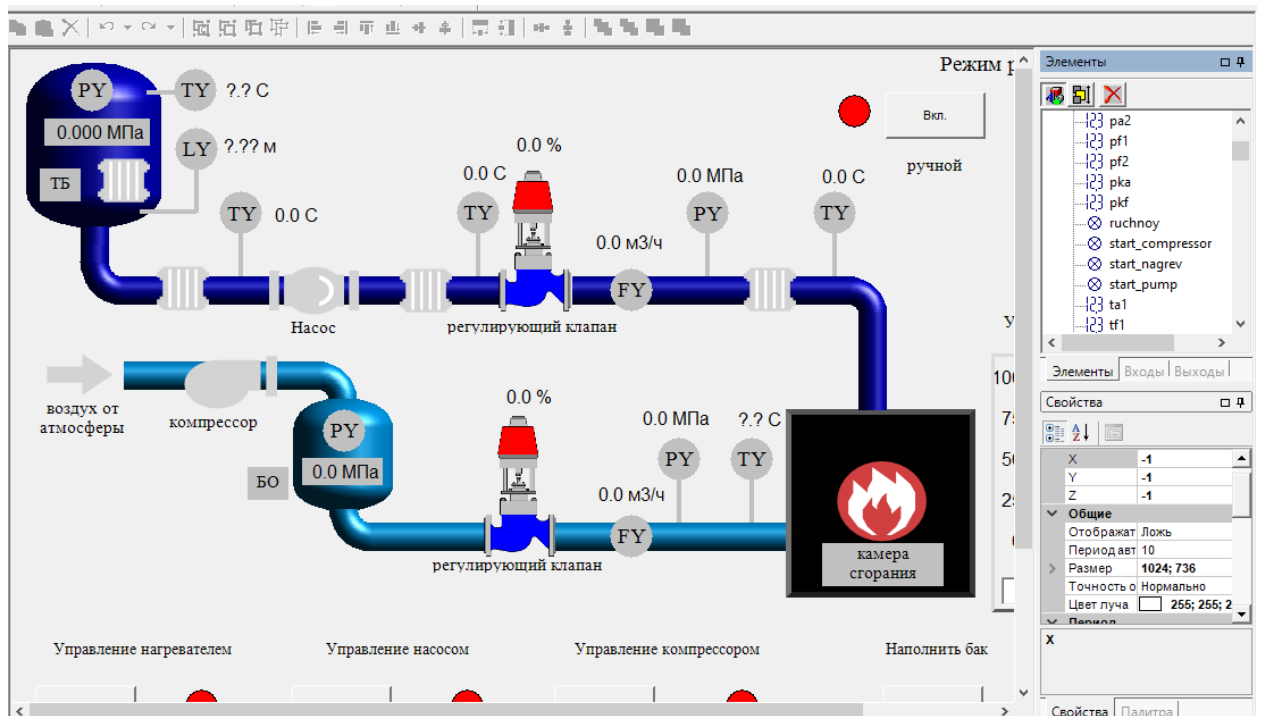 Режим р
Элементы
PY
TY
?.? C
Вкл.
0.000 МПа
LY
?.?? м
0.0 %
ТБ
0.0 C
0.0 МПа
0.0 C
ручной
TY
0.0 C
TY
PY
TY
0.0 м3/ч
FY
Насос
регулирующий клапан
У
pa2
pf1
pf2
pka
pkf
ruchnoy
start_compressor
start_nagrev
start_pump
ta1
tf1
Элементы
Входы
Выходы
воздух от
атмосферы
компрессор
PY
0.0 МПа
БО
0.0 %
0.0 МПа
?.? C
PY
TY
0.0 м3/ч
FY
регулирующий клапан
камера
сгорания
100
75
50
25
0
Свойства
X
-1
Y
-1
Z
-1
Общие
Отображат
Ложь
Период авт
10
Размер
1024; 736
Точность о
Нормально
Цвет луча
255; 255; 2
Период
X
Свойства
Палитра
Управление нагревателем
Управление насосом
Управление компрессором
Наполнить бак